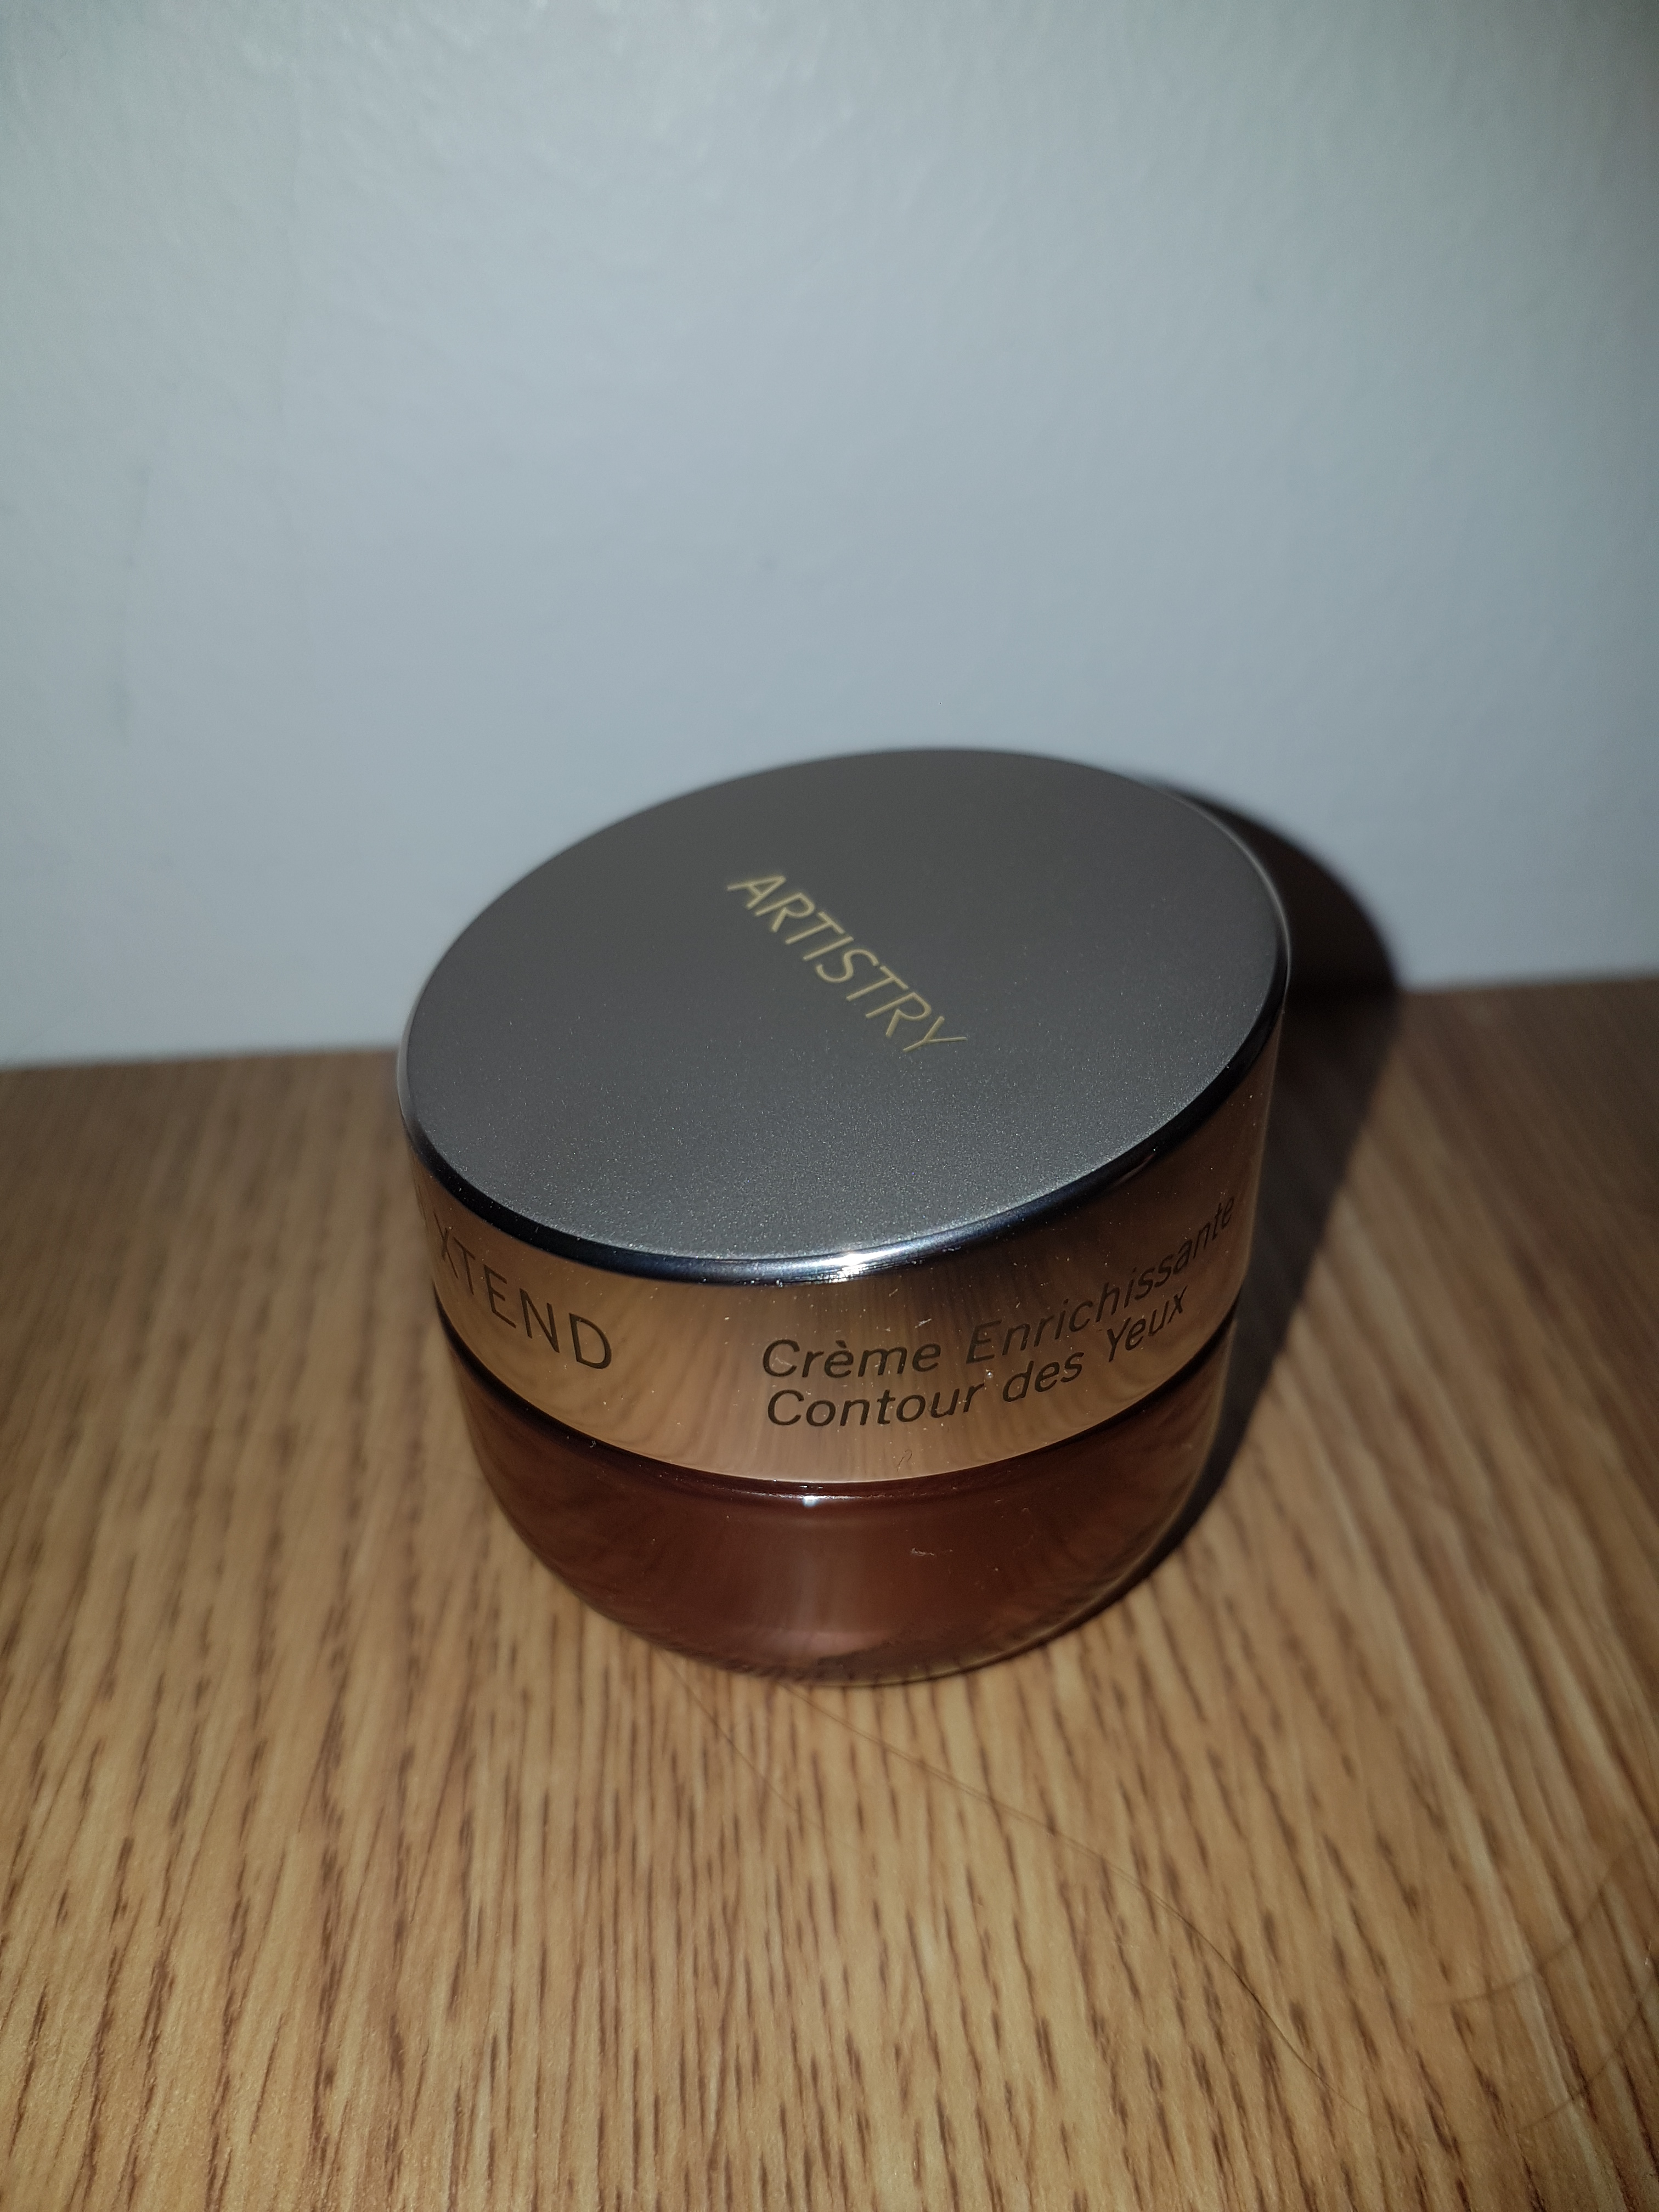 ARTISTRY
XTEND
Crème Enrichissante
Contour des Yeux